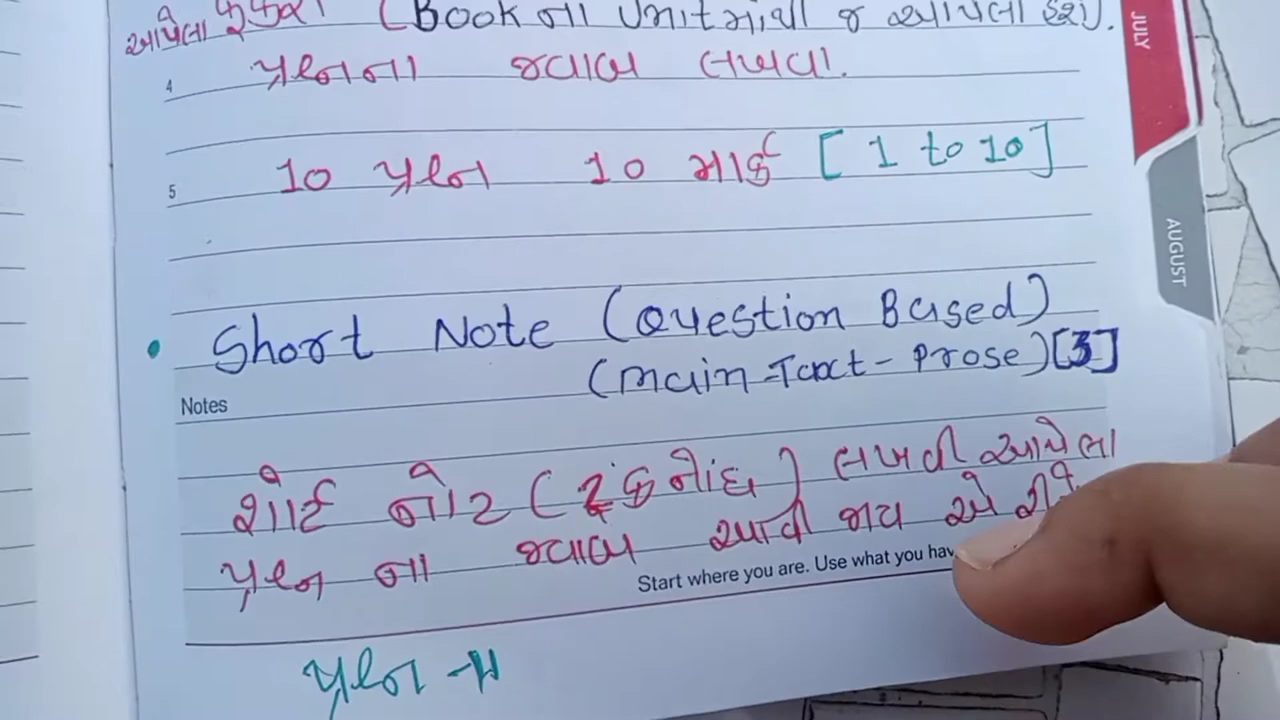 આપેલા ફકરા (Book ના યુનિટમાંથી જ આપેલા હશે).
4 પ્રશ્નના જવાબ લખવા.
5 10 પ્રશ્ન 10 માર્ક [1 to 10]
• Short Note (Question Based)
(main-Text-Prose)[3]
Notes
શોર્ટ નોટ (ટૂંકનોંધ) લખવી આપેલા
પ્રશ્ન ના જવાબ આવી જાય એ રીતે
Start where you are. Use what you hav
પ્રશ્ન -
JULY
AUGUST